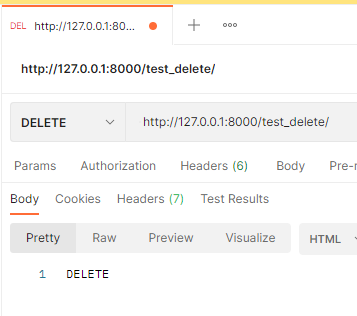 DEL http://127.0.0.1:80...
http://127.0.0.1:8000/test_delete/
DELETE http://127.0.0.1:8000/test_delete/
Params Authorization Headers (6) Body Pre-r
Body Cookies Headers (7) Test Results
Pretty Raw Preview Visualize HTML
1 DELETE